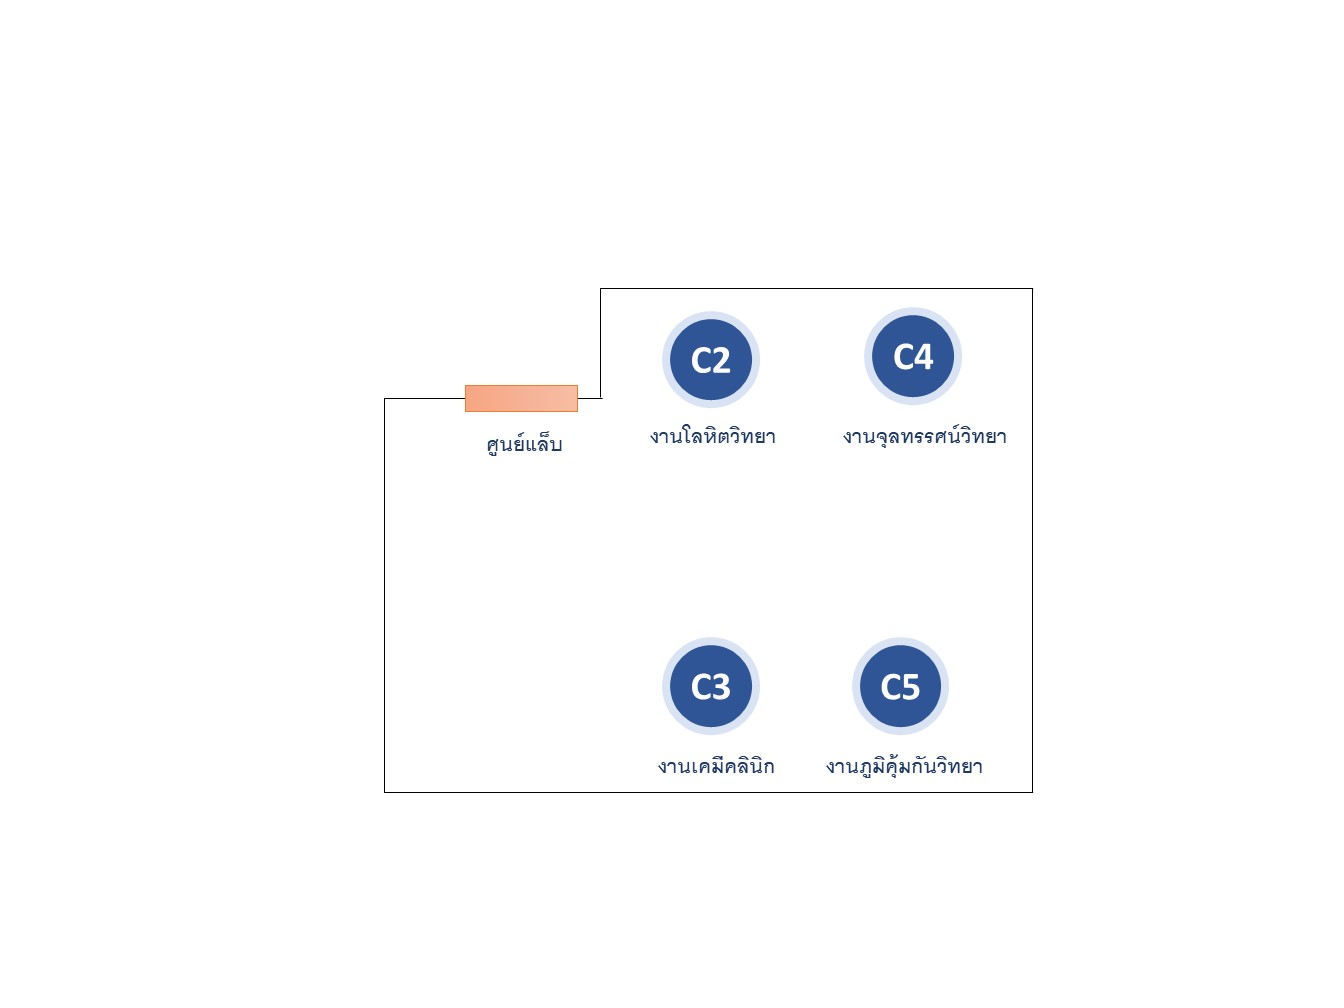 C2
C4
งานโลหิตวิทยา
งานจุลทรรศน์วิทยา
ศูนย์แล็บ
C3
C5
งานเคมีคลินิก
งานภูมิคุ้มกันวิทยา